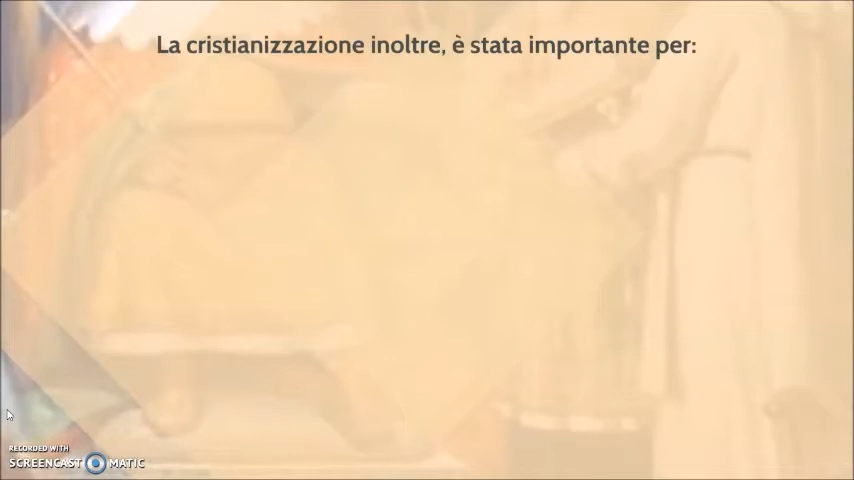 La cristianizzazione inoltre, è stata importante per:
RECORDED WITH
SCREENCAST MATIC